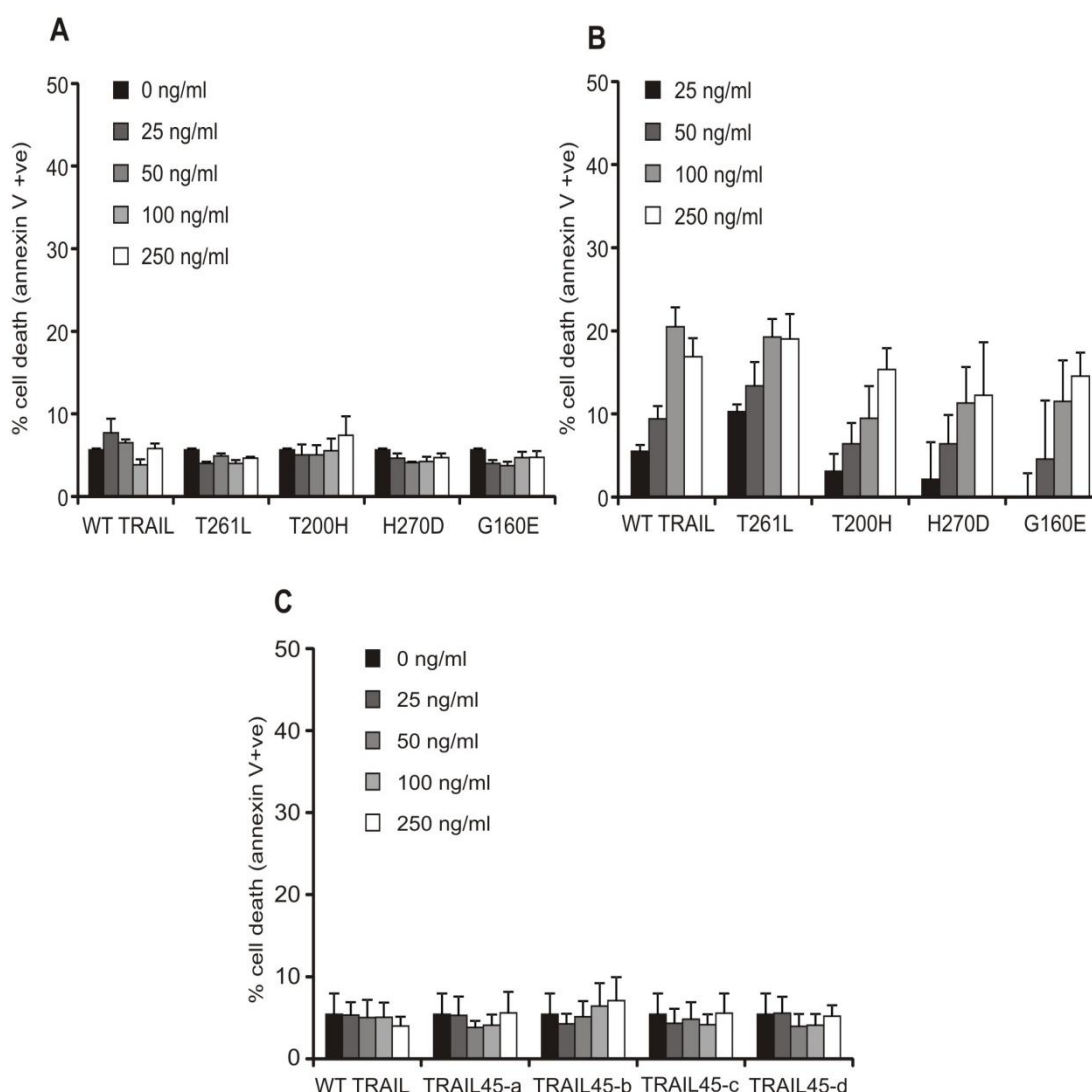 A
% cell death (annexin V +ve)
50
40
30
20
10
0
0 ng/ml
25 ng/ml
50 ng/ml
100 ng/ml
250 ng/ml
WT TRAIL T261L T200H H270D G160E
B
% cell death (annexin V +ve)
50
40
30
20
10
0
25 ng/ml
50 ng/ml
100 ng/ml
250 ng/ml
WT TRAIL T261L T200H H270D G160E
C
% cell death (annexin V+ve)
50
40
30
20
10
0
0 ng/ml
25 ng/ml
50 ng/ml
100 ng/ml
250 ng/ml
WT TRAIL TRAIL45-a TRAIL45-b TRAIL45-c TRAIL45-d